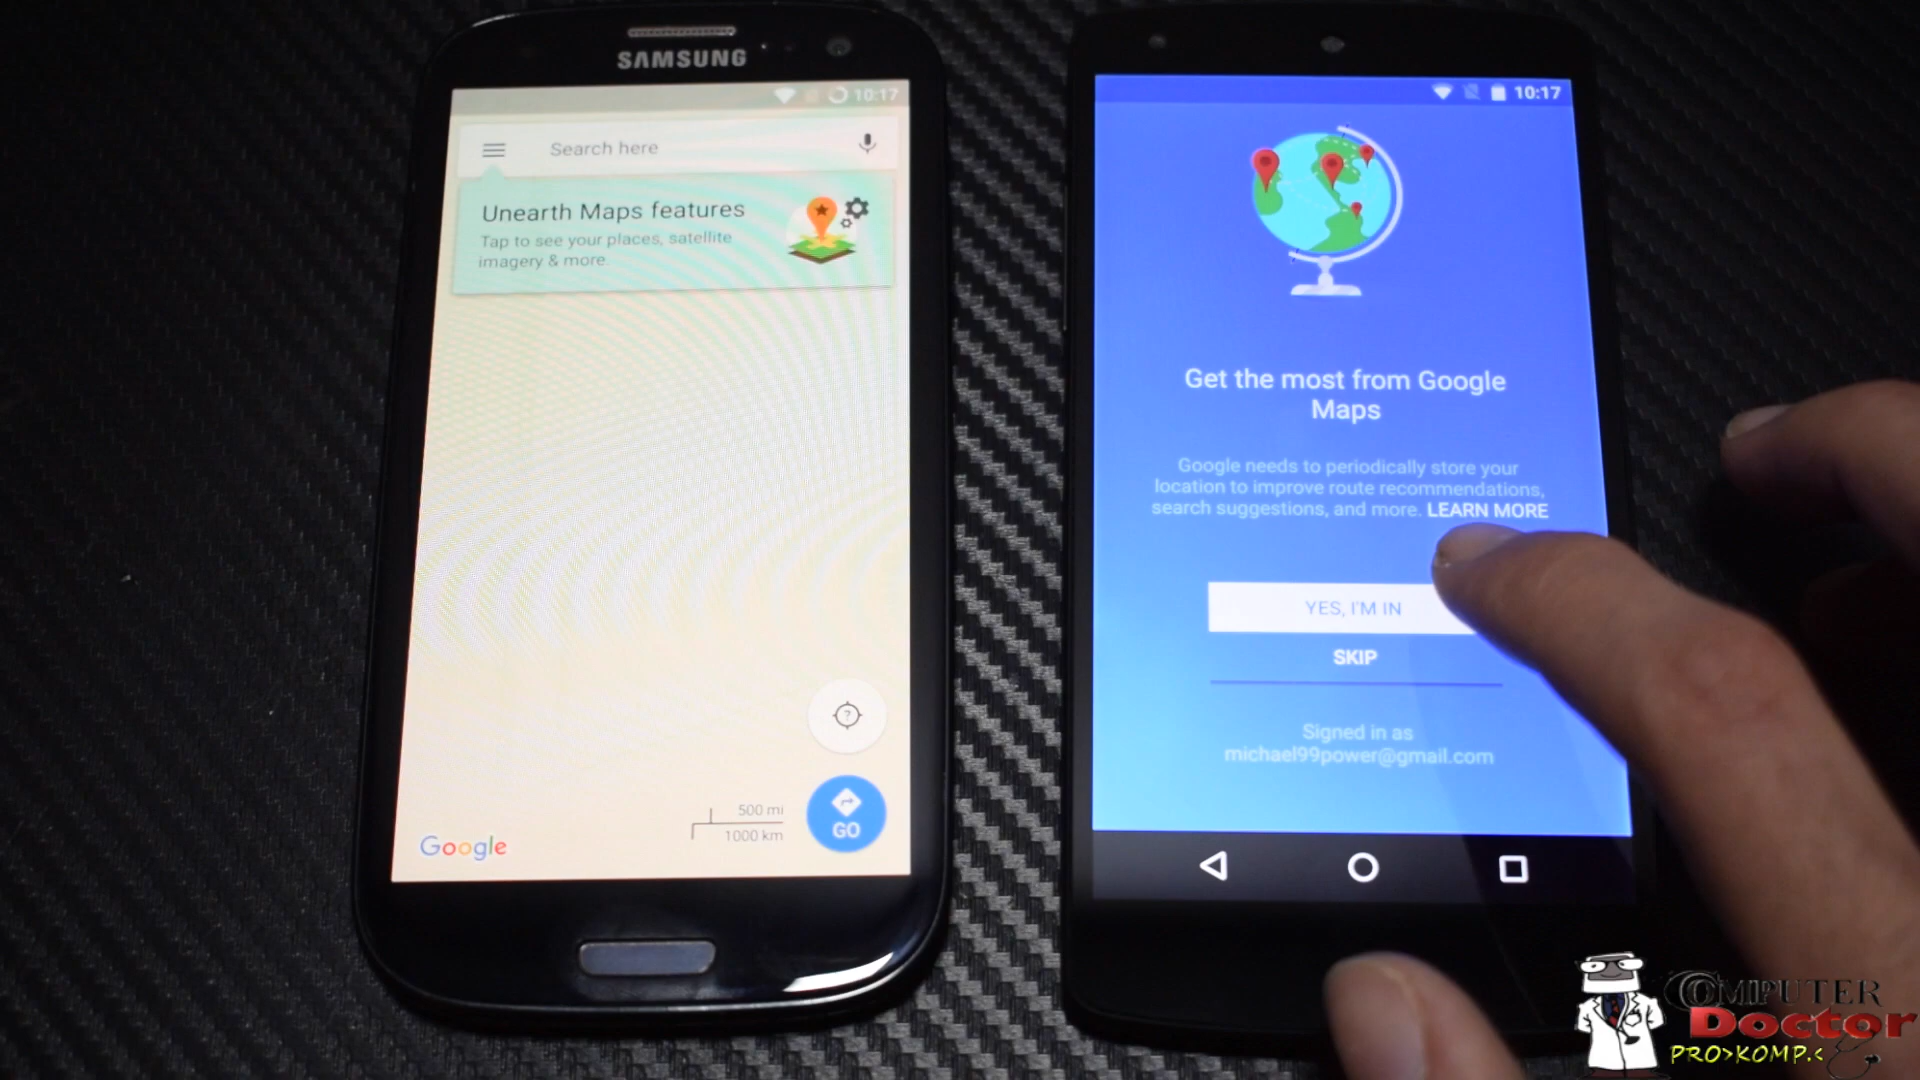 SAMSUNG
10:17
Search here
Unearth Maps features
Tap to see your places, satellite
imagery & more.
?
500 mi
1000 km
GO
Google
10:17
Get the most from Google
Maps
Google needs to periodically store your
location to improve route recommendations,
search suggestions, and more. LEARN MORE
YES, I'M IN
SKIP
Signed in as
michael99power@gmail.com
COMPUTER
Doctor
PRO>KOMP.<